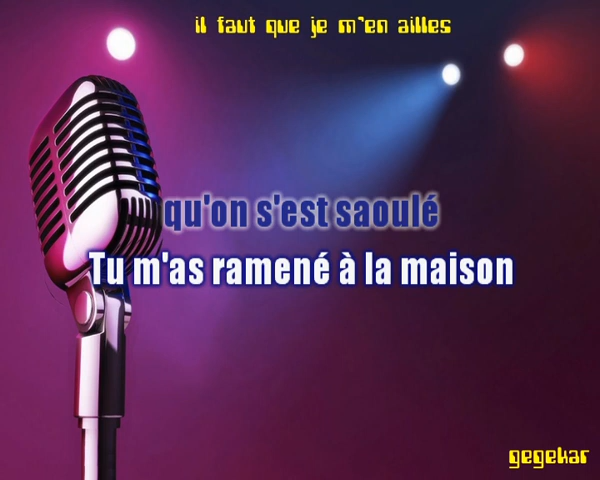 il faut que je m'en ailles
qu'on s'est saoulé
Tu m'as ramené à la maison
gegekar